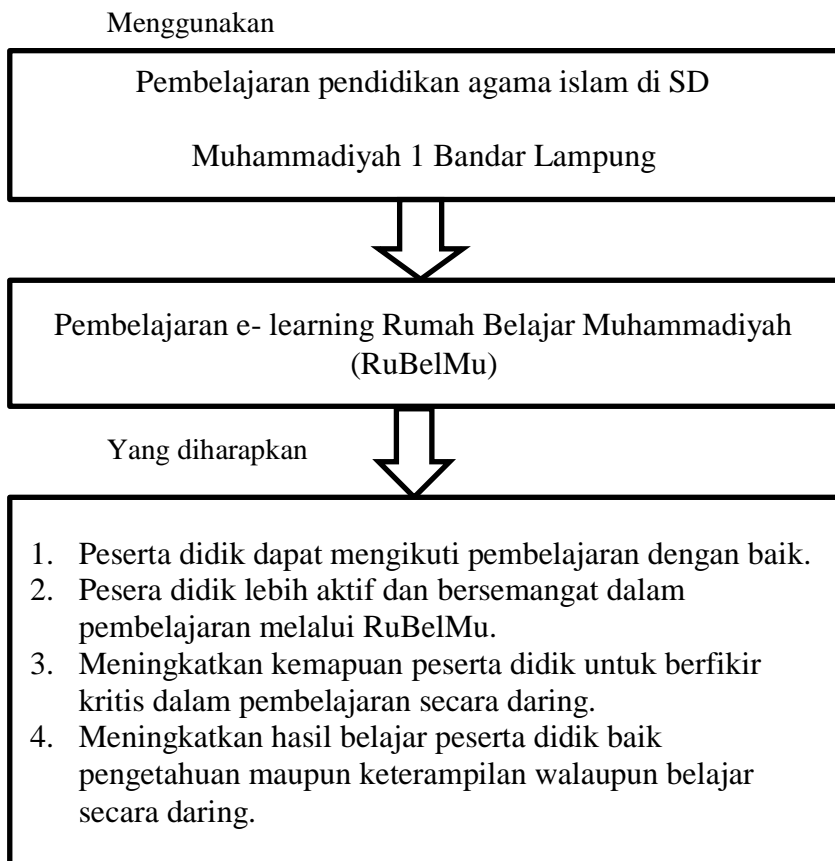 Menggunakan
Pembelajaran pendidikan agama islam di SD
Muhammadiyah 1 Bandar Lampung
Pembelajaran e- learning Rumah Belajar Muhammadiyah
(RuBelMu)
Yang diharapkan
1. Peserta didik dapat mengikuti pembelajaran dengan baik.
2. Pesera didik lebih aktif dan bersemangat dalam
pembelajaran melalui RuBelMu.
3. Meningkatkan kemapuan peserta didik untuk berfikir
kritis dalam pembelajaran secara daring.
4. Meningkatkan hasil belajar peserta didik baik
pengetahuan maupun keterampilan walaupun belajar
secara daring.